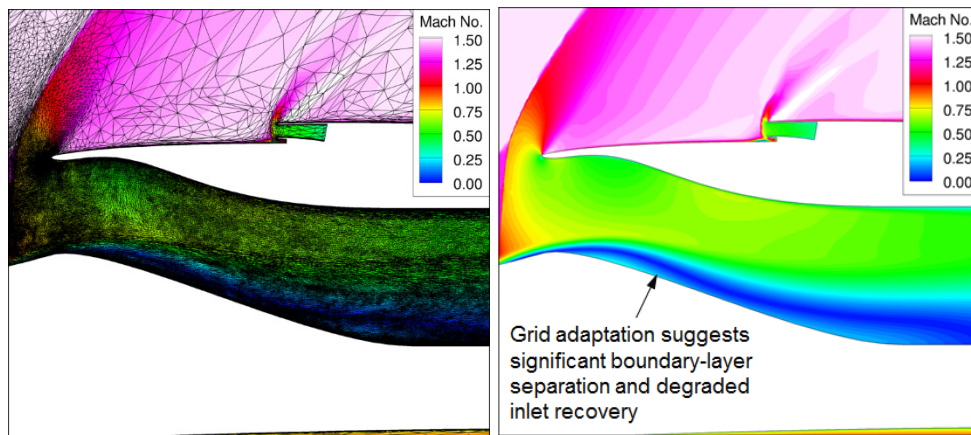 Mach No.
1.50
1.25
1.00
0.75
0.50
0.25
0.00
Mach No.
1.50
1.25
1.00
0.75
0.50
0.25
0.00
Grid adaptation suggests
significant boundary-layer
separation and degraded
inlet recovery